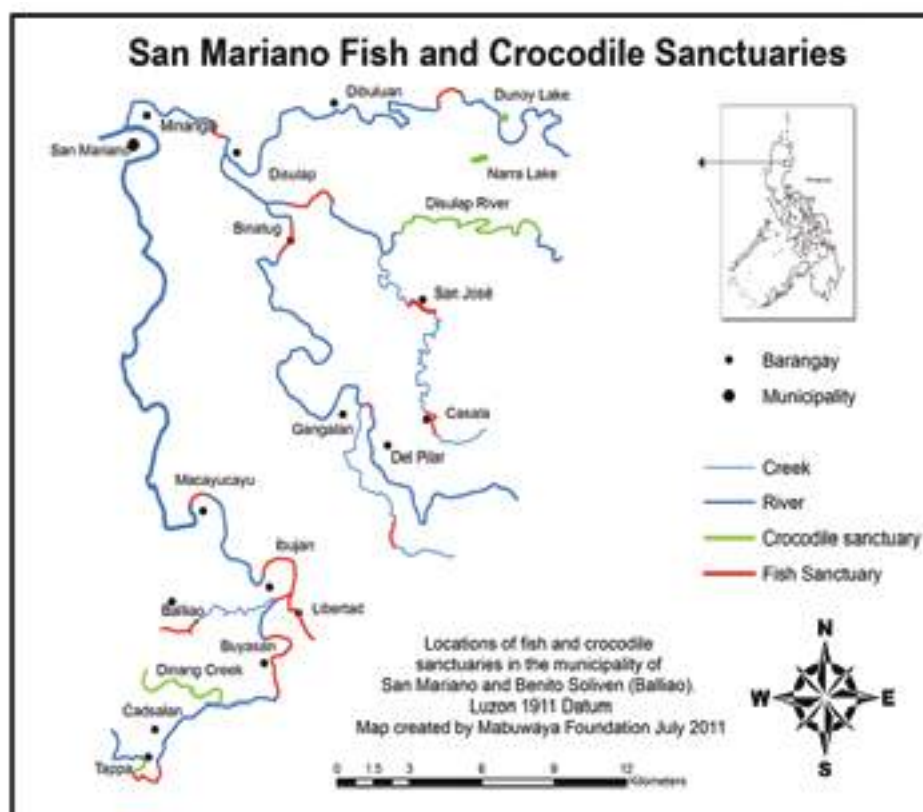 San Mariano Fish and Crocodile Sanctuaries
Dibuluan
Dunoy Lake
Minanga
San Mariano
Disulap
Narra Lake
Disulap River
Binatug
San José
Barangay
Municipality
Gangalan
Casala
Del Pilar
Creek
River
Crocodile sanctuary
Fish Sanctuary
Macayucayu
Ibujan
Balliao
Libertad
Buyasan
Dinang Creek
Cadsalan
Tappa
Locations of fish and crocodile
sanctuaries in the municipality of
San Mariano and Benito Soliven (Balliao).
Luzon 1911 Datum
Map created by Mabuwaya Foundation July 2011
0 1.5 3 6 9 12
Kilometers
N
W E
S